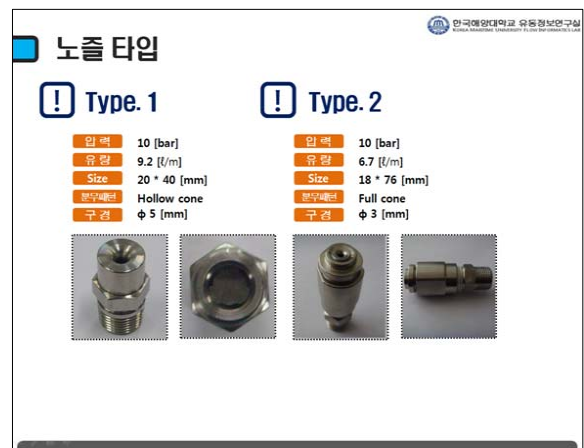 한국해양대학교 유동정보연구실
KOREA MARITIME UNIVERSITY FLOW INFORMATICS LAB
노즐 타입
! Type. 1
압 력 10 [bar]
유 량 9.2 [ℓ/m]
Size 20 * 40 [mm]
분무패턴 Hollow cone
구 경 ф 5 [mm]
! Type. 2
압 력 10 [bar]
유 량 6.7 [ℓ/m]
Size 18 * 76 [mm]
분무패턴 Full cone
구 경 ф 3 [mm]